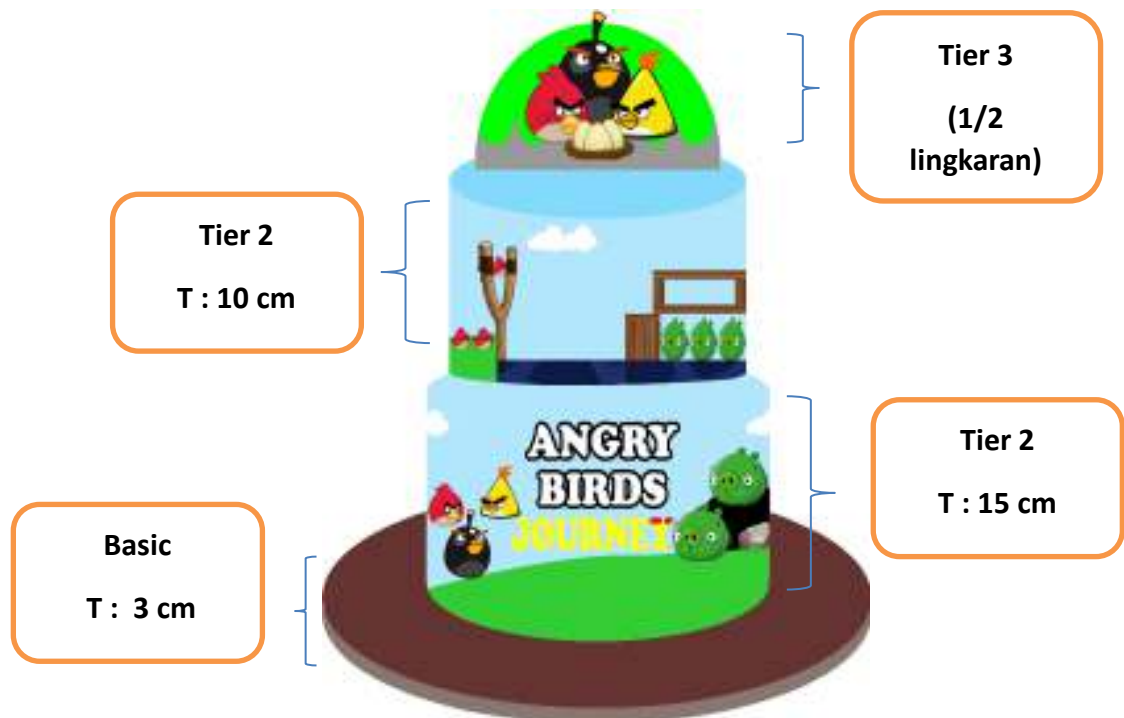 Tier 3
(1/2
lingkaran)
Tier 2
T : 10 cm
ANGRY
BIRDS
JOURNEY
Tier 2
T : 15 cm
Basic
T : 3 cm